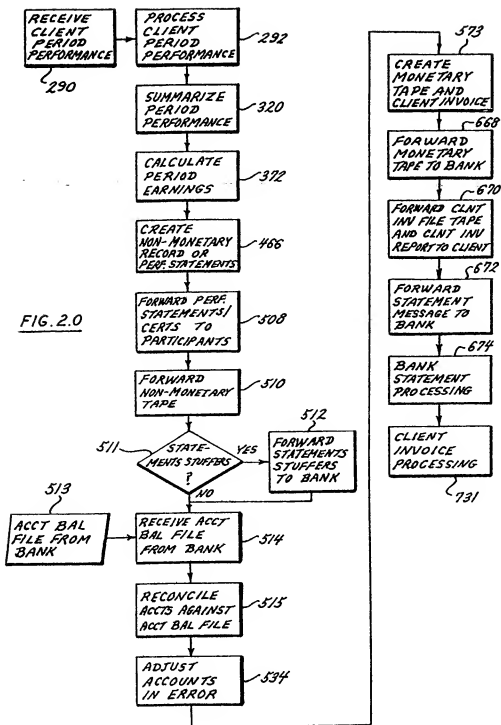 RECEIVE
CLIENT
PERIOD
PERFORMANCE
290
PROCESS
CLIENT
PERIOD
PERFORMANCE
292
SUMMARIZE
PERIOD
PERFORMANCE
320
CALCULATE
PERIOD
EARNINGS
372
CREATE
NON-MONETARY
RECORD OR
PERF. STATEMENTS
466
FIG. 2.0
FORWARD PERF.
STATEMENTS/
CERTS TO
PARTICIPANTS
508
FORWARD
NON-MONETARY
TAPE
510
511
STATE-
MENTS STUFFERS
?
YES
NO
512
FORWARD
STATEMENTS
STUFFERS
TO BANK
513
ACCT BAL
FILE FROM
BANK
RECEIVE ACCT
BAL FILE
FROM BANK
514
RECONCILE
ACCTS AGAINST
ACCT BAL FILE
515
ADJUST
ACCOUNTS
IN ERROR
534
573
CREATE
MONETARY
TAPE AND
CLIENT INVOICE
668
FORWARD
MONETARY
TAPE TO BANK
670
FORWARD CLNT
INV FILE TAPE
AND CLNT INV
REPORT TO CLIENT
672
FORWARD
STATEMENT
MESSAGE TO
BANK
674
BANK
STATEMENT
PROCESSING
CLIENT
INVOICE
PROCESSING
731